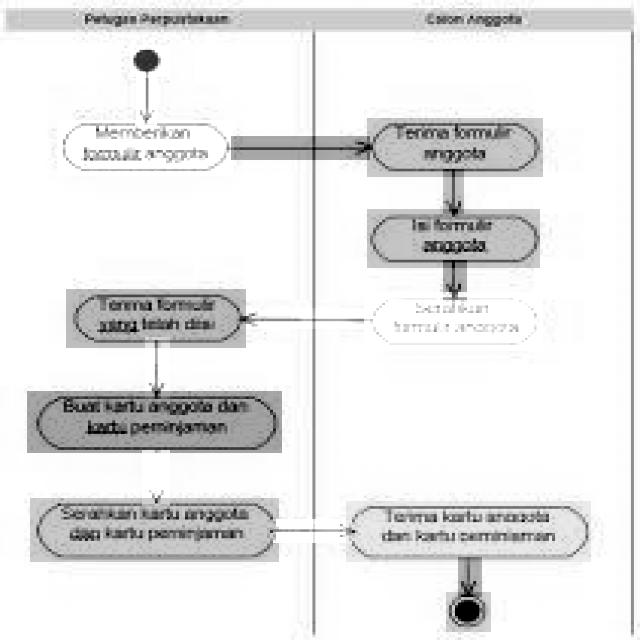 Petugas Perpustakaan
Calon Anggota
Memberikan
formulir anggota
Terima formulir
anggota
Isi formulir
anggota
Serahkan
formulir anggota
Terima formulir
yang telah diisi
Buat kartu anggota dan
kartu peminjaman
Serahkan kartu anggota
dan kartu peminjaman
Terima kartu anggota
dan kartu peminjaman